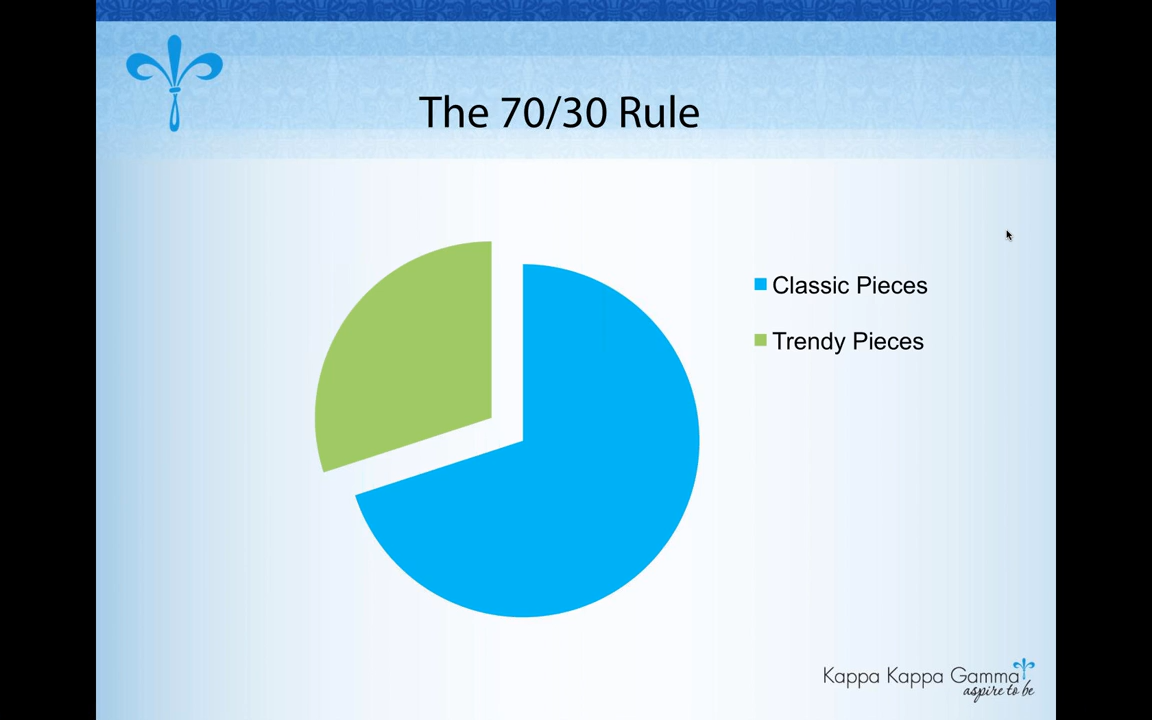 The 70/30 Rule
Classic Pieces
Trendy Pieces
Kappa Kappa Gamma
aspire to be